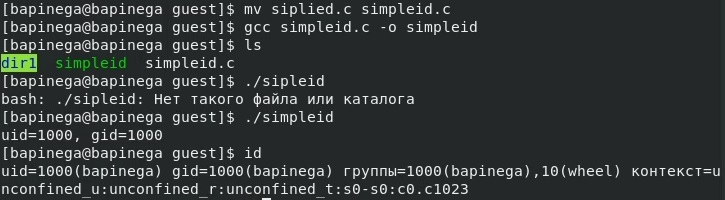 [bapinega@bapinega guest]$ mv siplied.c simpleid.c
[bapinega@bapinega guest]$ gcc simpleid.c -o simpleid
[bapinega@bapinega guest]$ ls
dir1  simpleid  simpleid.c
[bapinega@bapinega guest]$ ./sipleid
bash: ./sipleid: Нет такого файла или каталога
[bapinega@bapinega guest]$ ./simpleid
uid=1000, gid=1000
[bapinega@bapinega guest]$ id
uid=1000(bapinega) gid=1000(bapinega) группы=1000(bapinega),10(wheel) контекст=u
nconfined_u:unconfined_r:unconfined_t:s0-s0:c0.c1023